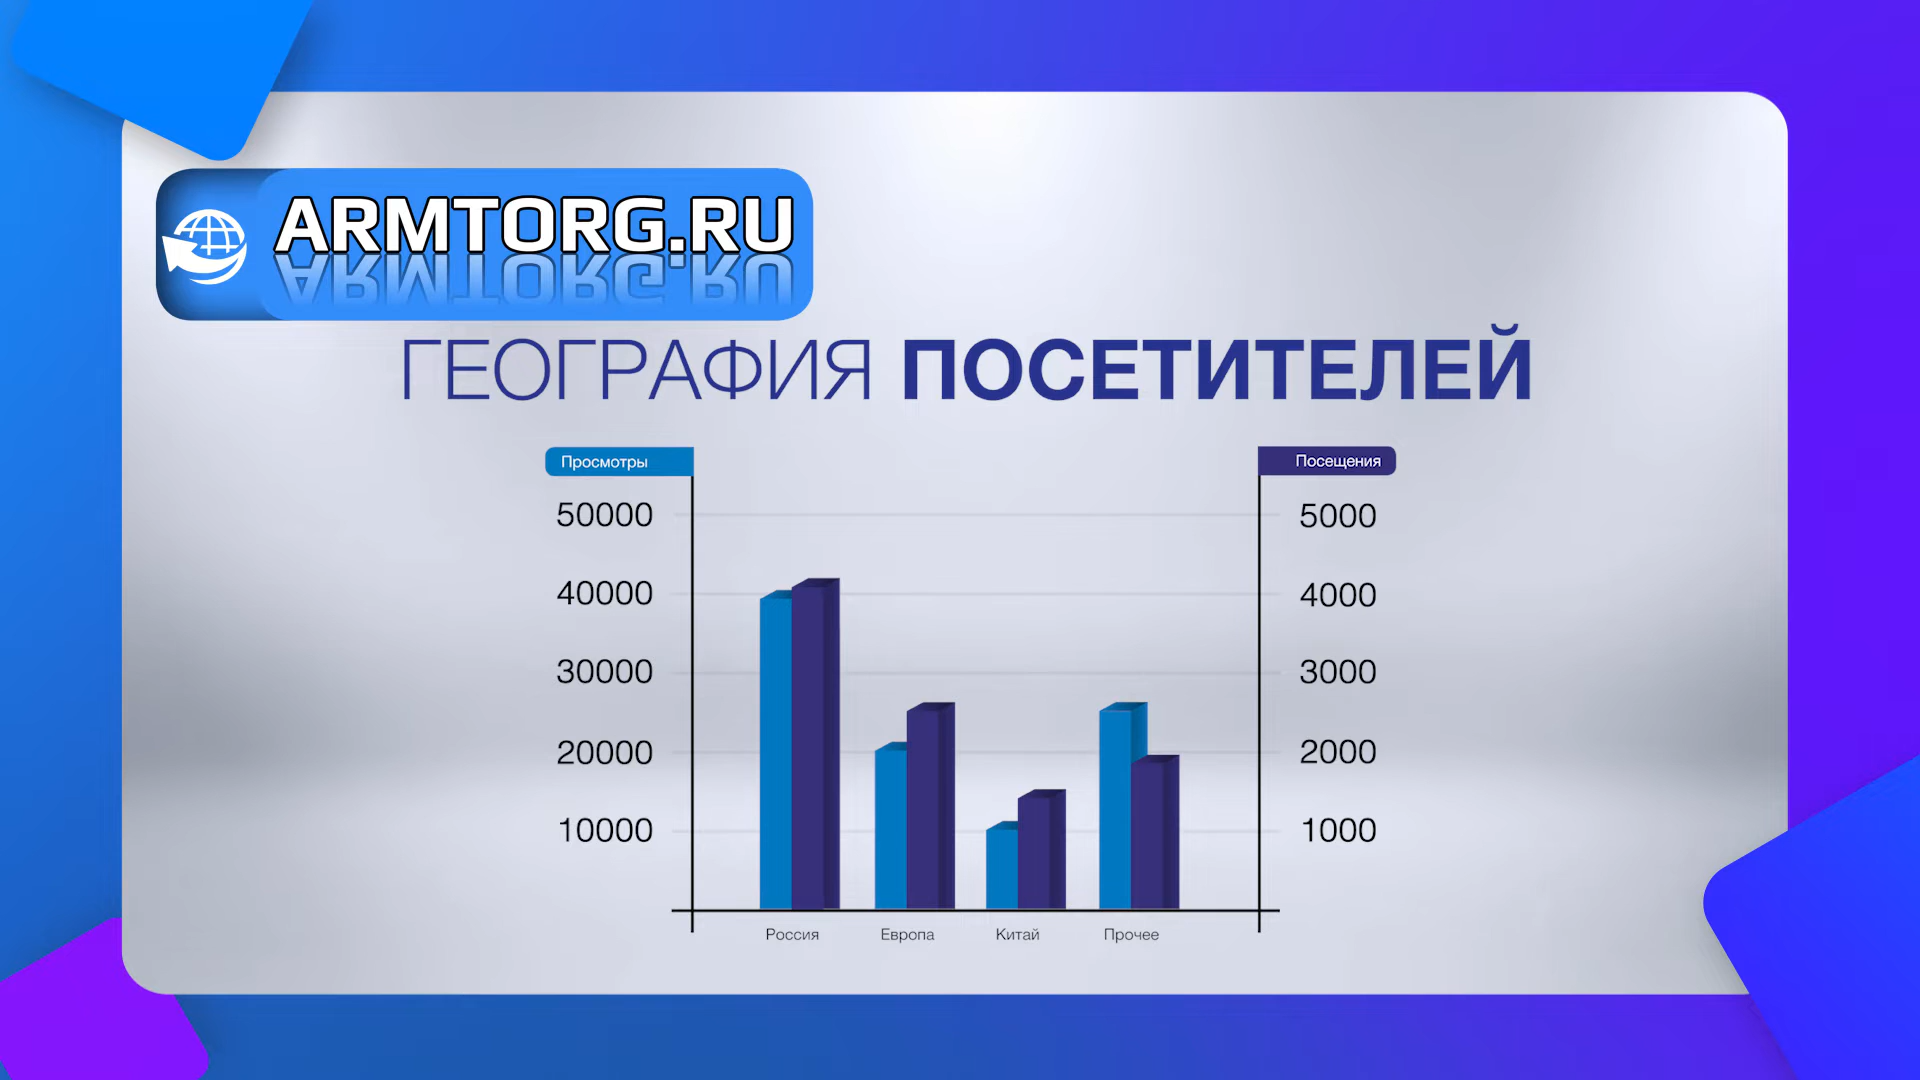 ARMTORG.RU
ГЕОГРАФИЯ ПОСЕТИТЕЛЕЙ
Просмотры Посещения
50000 5000
40000 4000
30000 3000
20000 2000
10000 1000
Россия Европа Китай Прочее